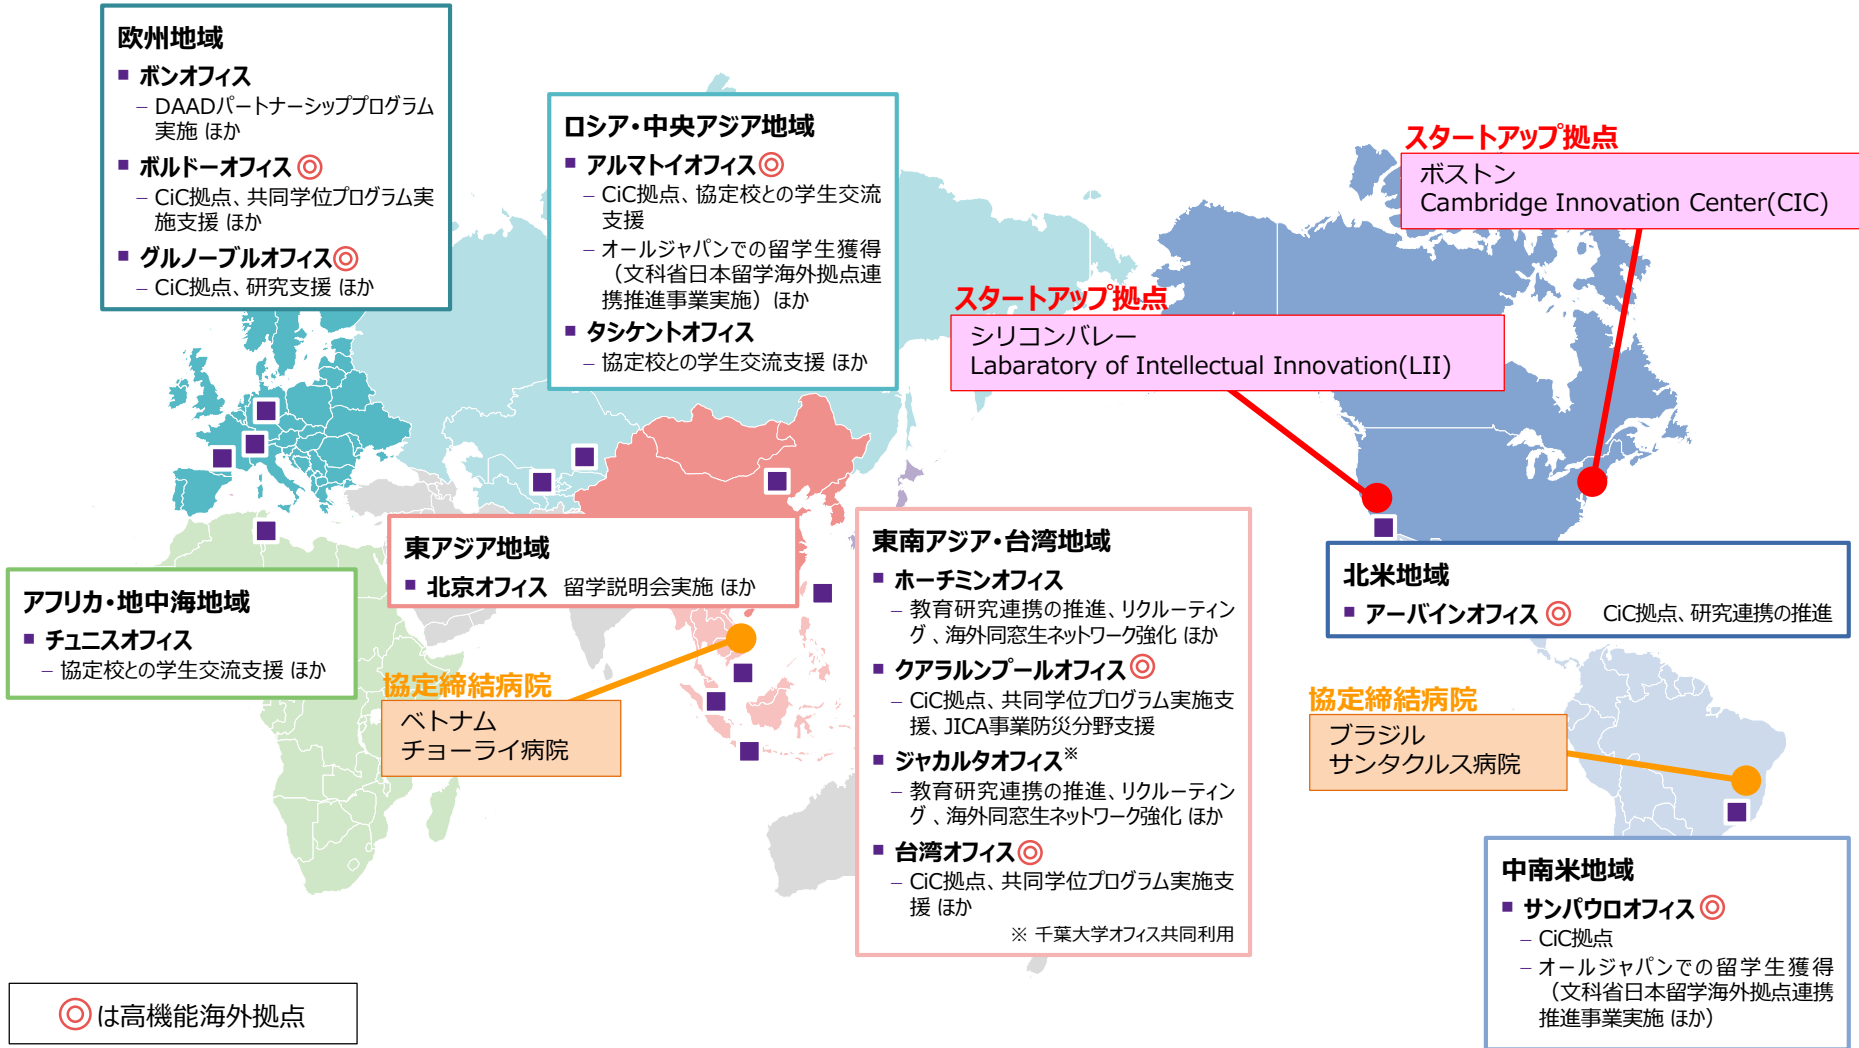 欧州地域
■ ボンオフィス
– DAADパートナーシッププログラム
実施 ほか
■ ボルドーオフィス ◎
– CiC拠点、共同学位プログラム実
施支援 ほか
■ グルノーブルオフィス◎
– CiC拠点、研究支援 ほか
ロシア・中央アジア地域
■ アルマトイオフィス◎
– CiC拠点、協定校との学生交流
支援
– オールジャパンでの留学生獲得
（文科省日本留学海外拠点連
携推進事業実施）ほか
■ タシケントオフィス
– 協定校との学生交流支援 ほか
スタートアップ拠点
ボストン
Cambridge Innovation Center(CIC)
スタートアップ拠点
シリコンバレー
Labaratory of Intellectual Innovation(LII)
東アジア地域
■ 北京オフィス 留学説明会実施 ほか
アフリカ・地中海地域
■ チュニスオフィス
– 協定校との学生交流支援 ほか
協定締結病院
ベトナム
チョーライ病院
東南アジア・台湾地域
■ ホーチミンオフィス
– 教育研究連携の推進、リクルーティン
グ、海外同窓生ネットワーク強化 ほか
■ クアラルンプールオフィス◎
– CiC拠点、共同学位プログラム実施支
援、JICA事業防災分野支援
■ ジャカルタオフィス※
– 教育研究連携の推進、リクルーティン
グ、海外同窓生ネットワーク強化 ほか
■ 台湾オフィス◎
– CiC拠点、共同学位プログラム実施支
援 ほか
※ 千葉大学オフィス共同利用
北米地域
■ アーバインオフィス ◎ CiC拠点、研究連携の推進
協定締結病院
ブラジル
サンタクルス病院
中南米地域
■ サンパウロオフィス ◎
– CiC拠点
– オールジャパンでの留学生獲得
（文科省日本留学海外拠点連携
推進事業実施 ほか）
◎は高機能海外拠点